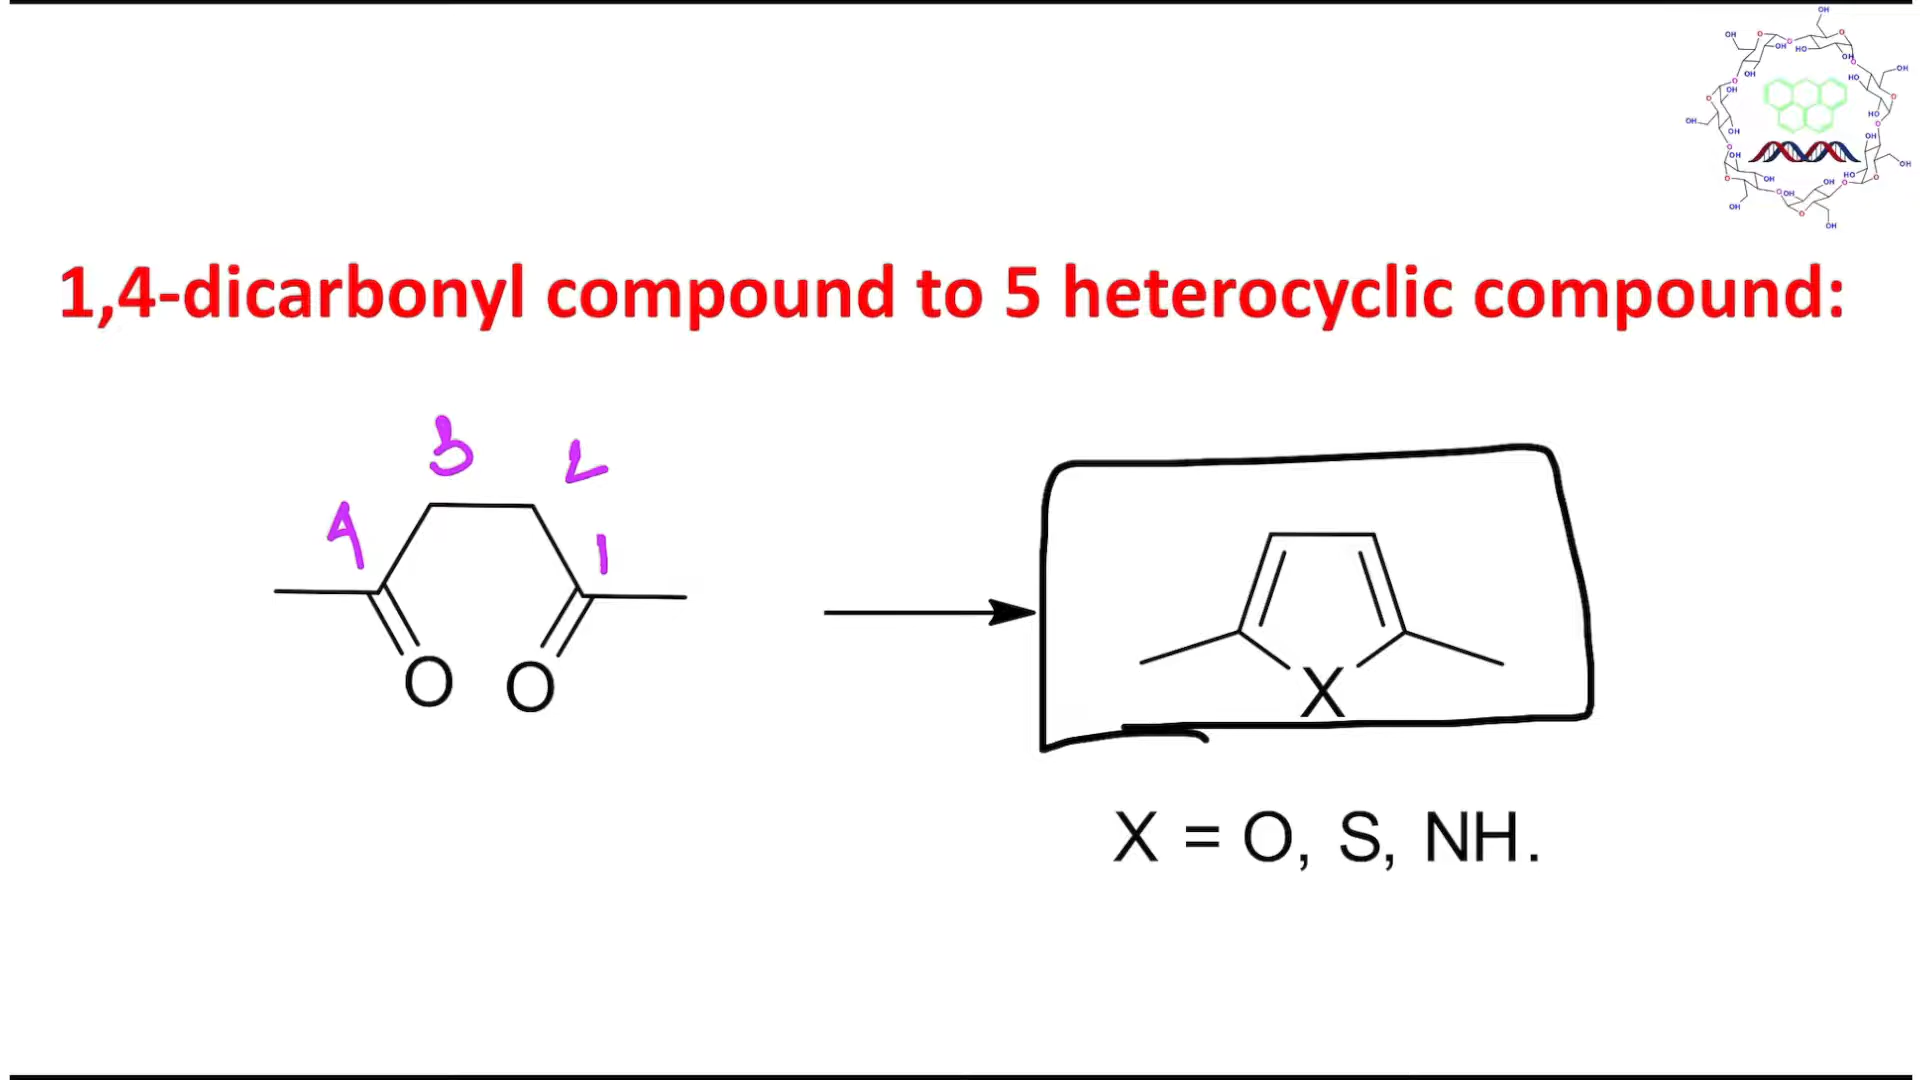 1,4-dicarbonyl compound to 5 heterocyclic compound:
3
2
4
1
O
O
X
X = O, S, NH.